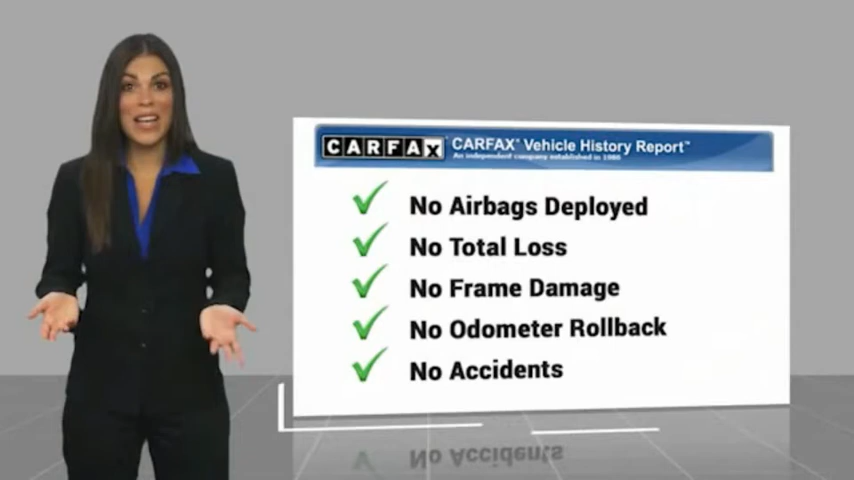 CARFAX CARFAX® Vehicle History Report™
An independent company established in 1986
No Airbags Deployed
No Total Loss
No Frame Damage
No Odometer Rollback
No Accidents
No Accidents